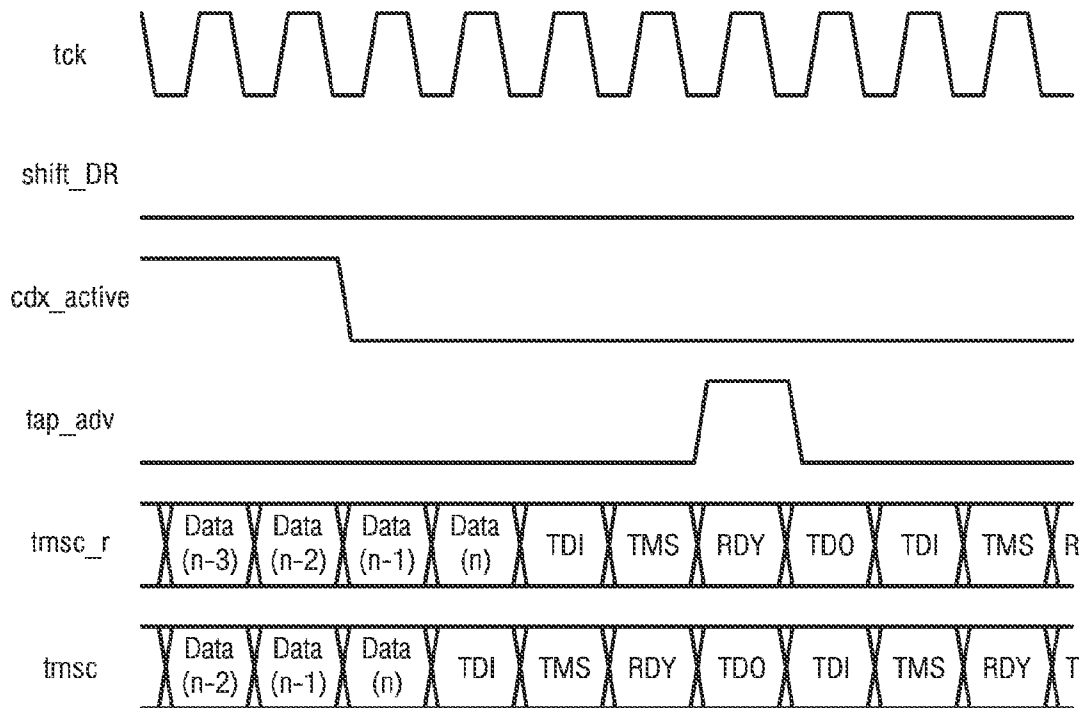 tck
shift_DR
cdx_active
tap_adv
tmsc_r
Data (n-3)
Data (n-2)
Data (n-1)
Data (n)
TDI
TMS
RDY
TDO
TDI
TMS
R
tmsc
Data (n-2)
Data (n-1)
Data (n)
TDI
TMS
RDY
TDO
TDI
TMS
RDY
T